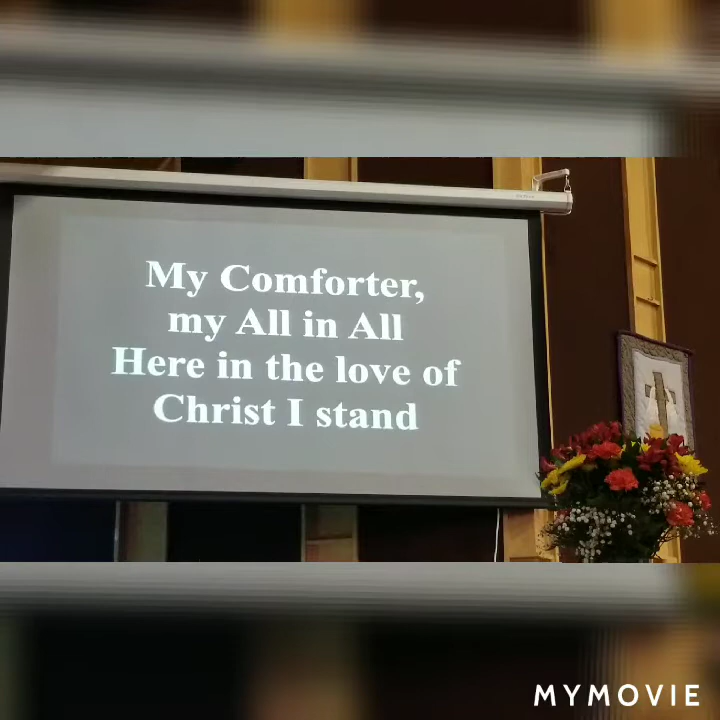 My Comforter,
my All in All
Here in the love of
Christ I stand
MYMOVIE